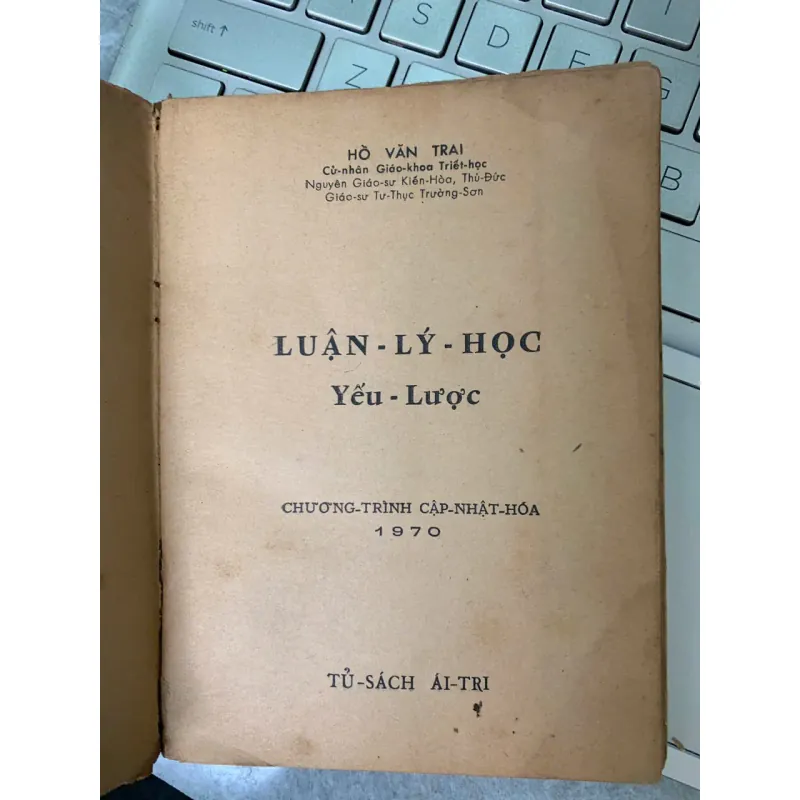 shift ↑
S
D
E
Z
G
B
HỒ VĂN TRAI
Cử-nhân Giáo-khoa Triết-học
Nguyên Giáo-sư Kiến-Hòa, Thủ-Đức
Giáo-sư Tư-Thục Trường-Sơn
LUẬN-LÝ-HỌC
Yếu-Lược
CHƯƠNG-TRÌNH CẬP-NHẬT-HÓA
1970
TỦ-SÁCH ÁI-TRI